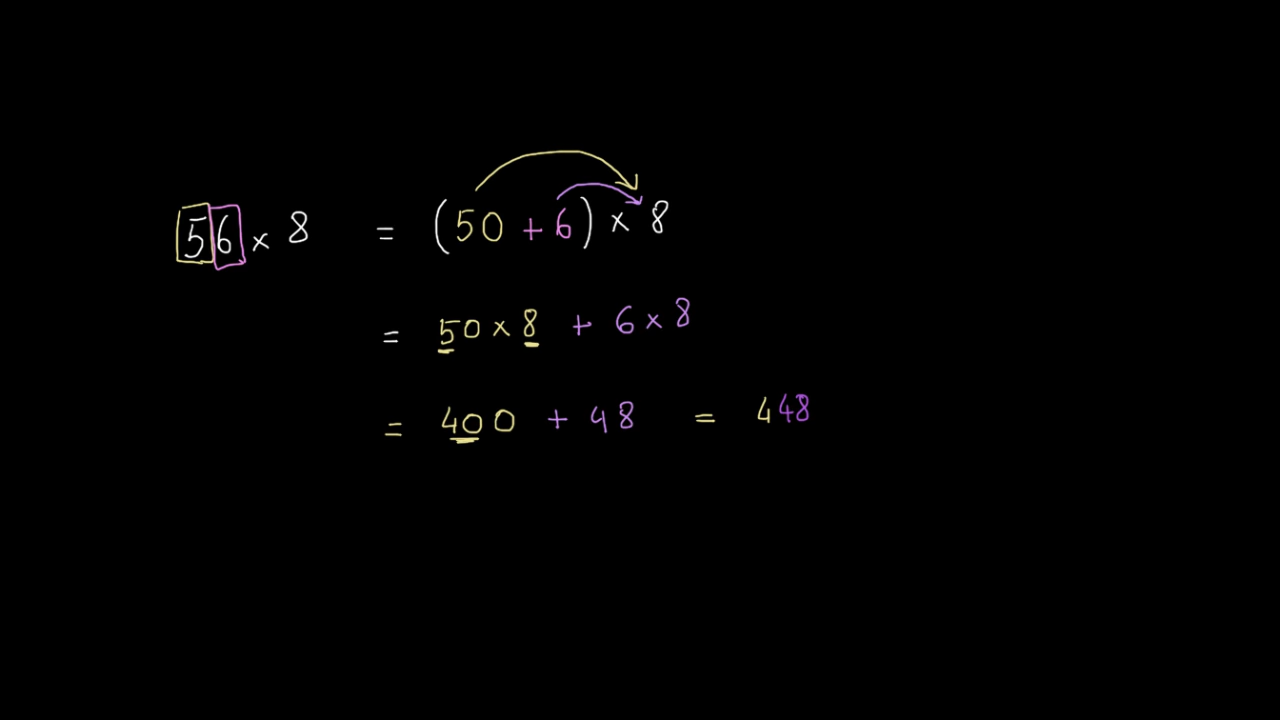 56 × 8 = (50 + 6) × 8
= 50 × 8 + 6 × 8
= 400 + 48 = 448